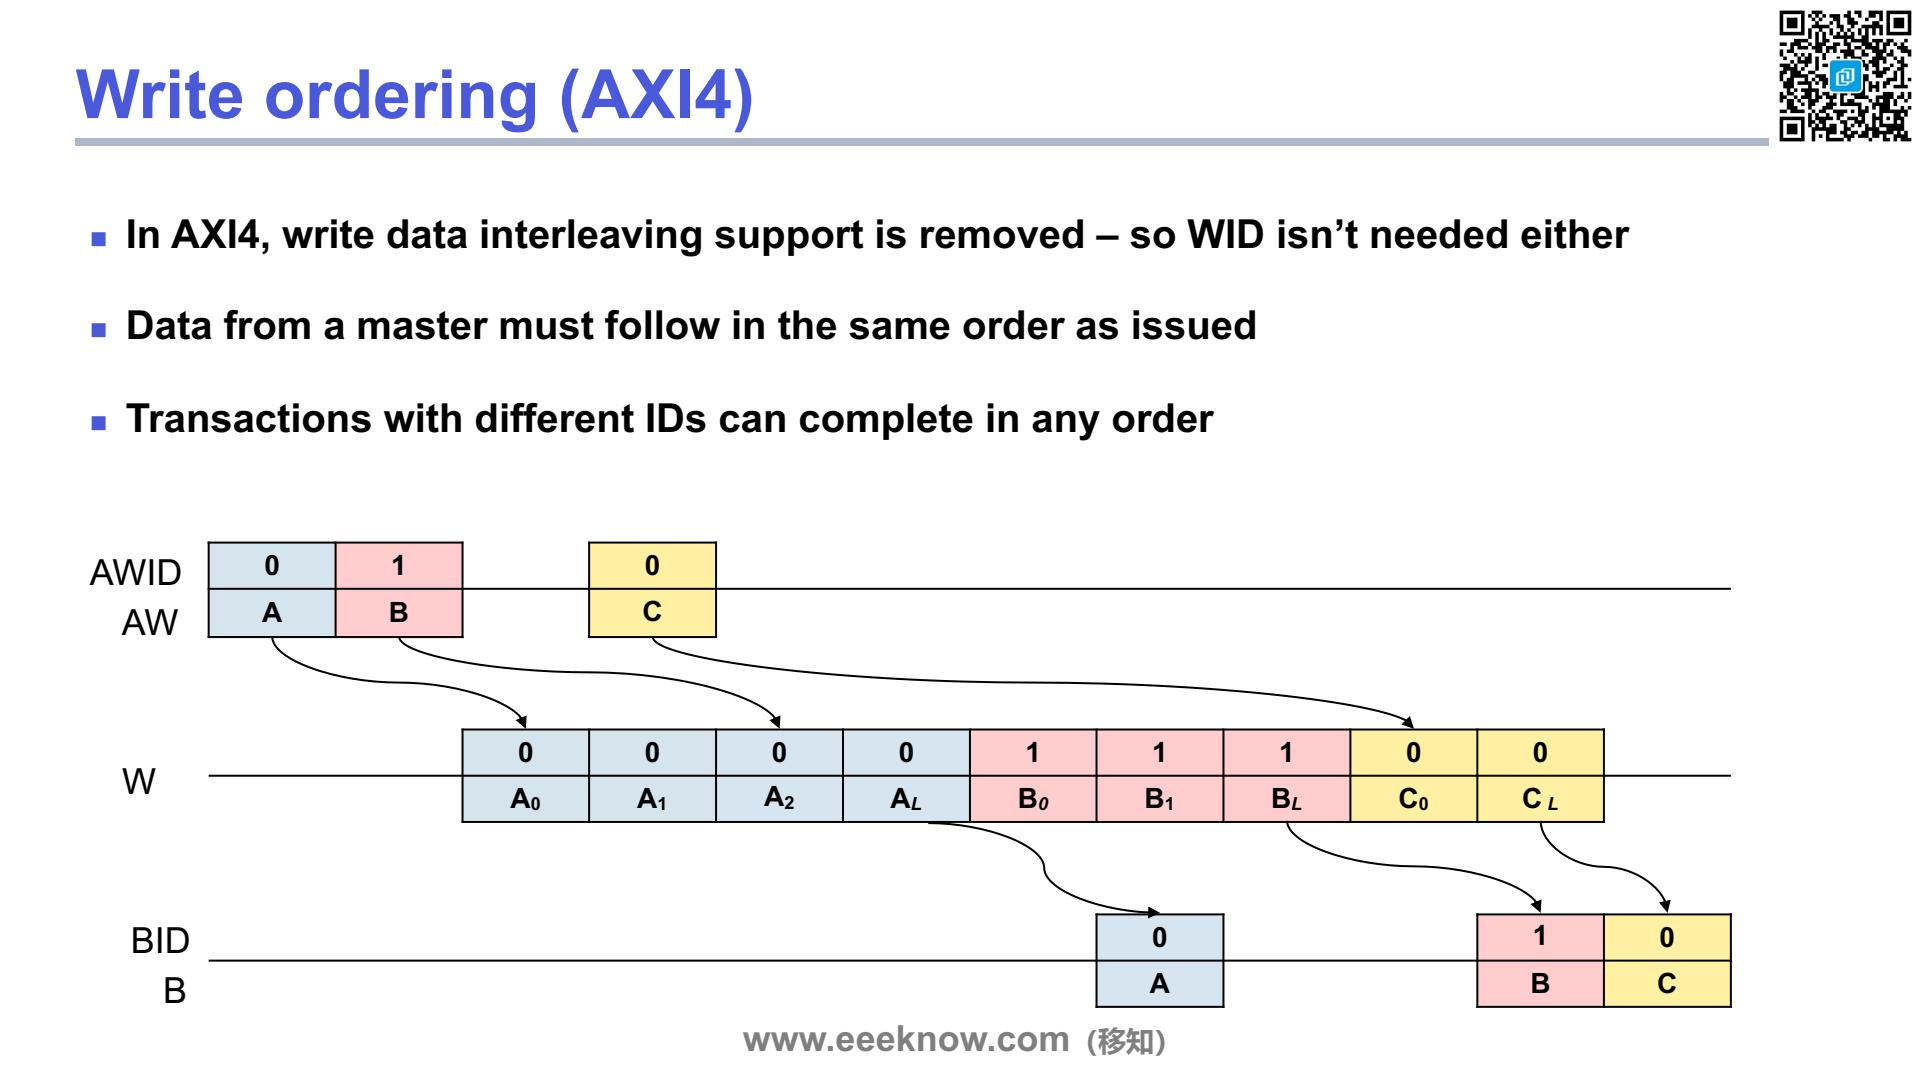 Write ordering (AXI4)
In AXI4, write data interleaving support is removed – so WID isn’t needed either
Data from a master must follow in the same order as issued
Transactions with different IDs can complete in any order
AWID 0 1 0
AW A B C
0 0 0 0 1 1 1 0 0
W
A0 A1 A2 AL B0 B1 BL C0 C L
BID 0 1 0
B A B C
www.eeeknow.com (移知)